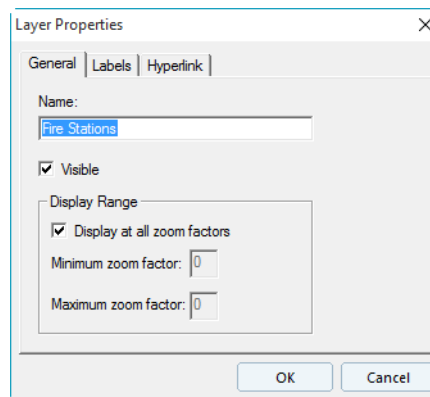 Layer Properties
General Labels Hyperlink
Name:
Fire Stations
Visible
Display Range
Display at all zoom factors
Minimum zoom factor: 0
Maximum zoom factor: 0
OK Cancel